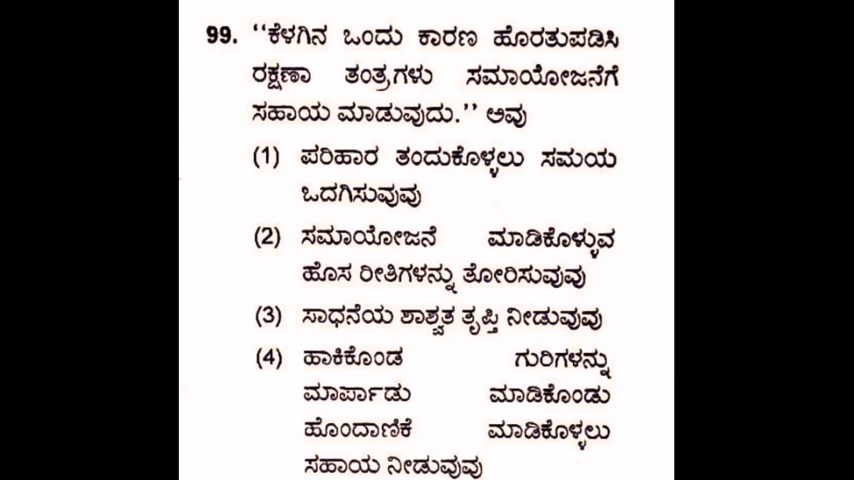 99. ‘‘ಕೆಳಗಿನ ಒಂದು ಕಾರಣ ಹೊರತುಪಡಿಸಿ
ರಕ್ಷಣಾ ತಂತ್ರಗಳು ಸಮಾಯೋಜನೆಗೆ
ಸಹಾಯ ಮಾಡುವುದು.’’ ಅವು
(1) ಪರಿಹಾರ ತಂದುಕೊಳ್ಳಲು ಸಮಯ
ಒದಗಿಸುವುವು
(2) ಸಮಾಯೋಜನೆ ಮಾಡಿಕೊಳ್ಳುವ
ಹೊಸ ರೀತಿಗಳನ್ನು ತೋರಿಸುವುವು
(3) ಸಾಧನೆಯ ಶಾಶ್ವತ ತೃಪ್ತಿ ನೀಡುವುವು
(4) ಹಾಕಿಕೊಂಡ ಗುರಿಗಳನ್ನು
ಮಾರ್ಪಾಡು ಮಾಡಿಕೊಂಡು
ಹೊಂದಾಣಿಕೆ ಮಾಡಿಕೊಳ್ಳಲು
ಸಹಾಯ ನೀಡುವುವು